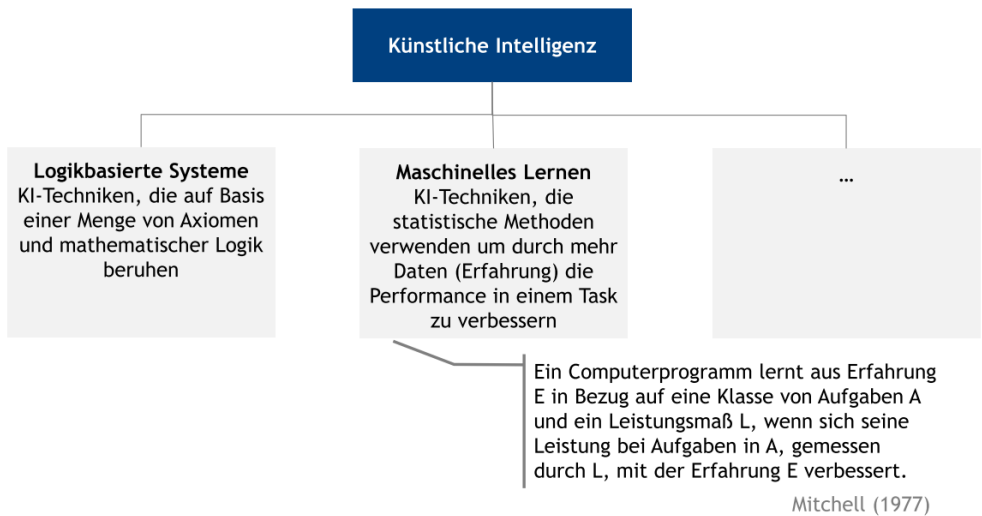 Künstliche Intelligenz
Logikbasierte Systeme
KI-Techniken, die auf Basis
einer Menge von Axiomen
und mathematischer Logik
beruhen
Maschinelles Lernen
KI-Techniken, die
statistische Methoden
verwenden um durch mehr
Daten (Erfahrung) die
Performance in einem Task
zu verbessern
…
Ein Computerprogramm lernt aus Erfahrung
E in Bezug auf eine Klasse von Aufgaben A
und ein Leistungsmaß L, wenn sich seine
Leistung bei Aufgaben in A, gemessen
durch L, mit der Erfahrung E verbessert.
Mitchell (1977)